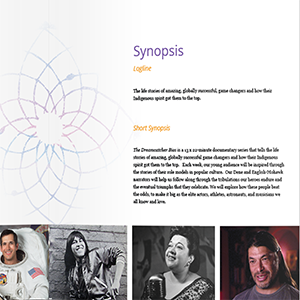 Synopsis
Logline
The life stories of amazing, globally successful, game changers and how their
Indigenous spirit got them to the top.
Short Synopsis
The Dreamcatcher Bios is a 13 x 22-minute documentary series that tells the life
stories of amazing, globally successful game changers and how their Indigenous
spirit got them to the top. Each week, our young audience will be inspired through
the stories of their role models in popular culture. Our Dene and English/Mohawk
narrators will help us follow along through the tribulations our heroes endure and
the eventual triumphs that they celebrate. We will explore how these people beat
the odds, to make it big as the elite actors, athletes, astronauts, and musicians we
all know and love.